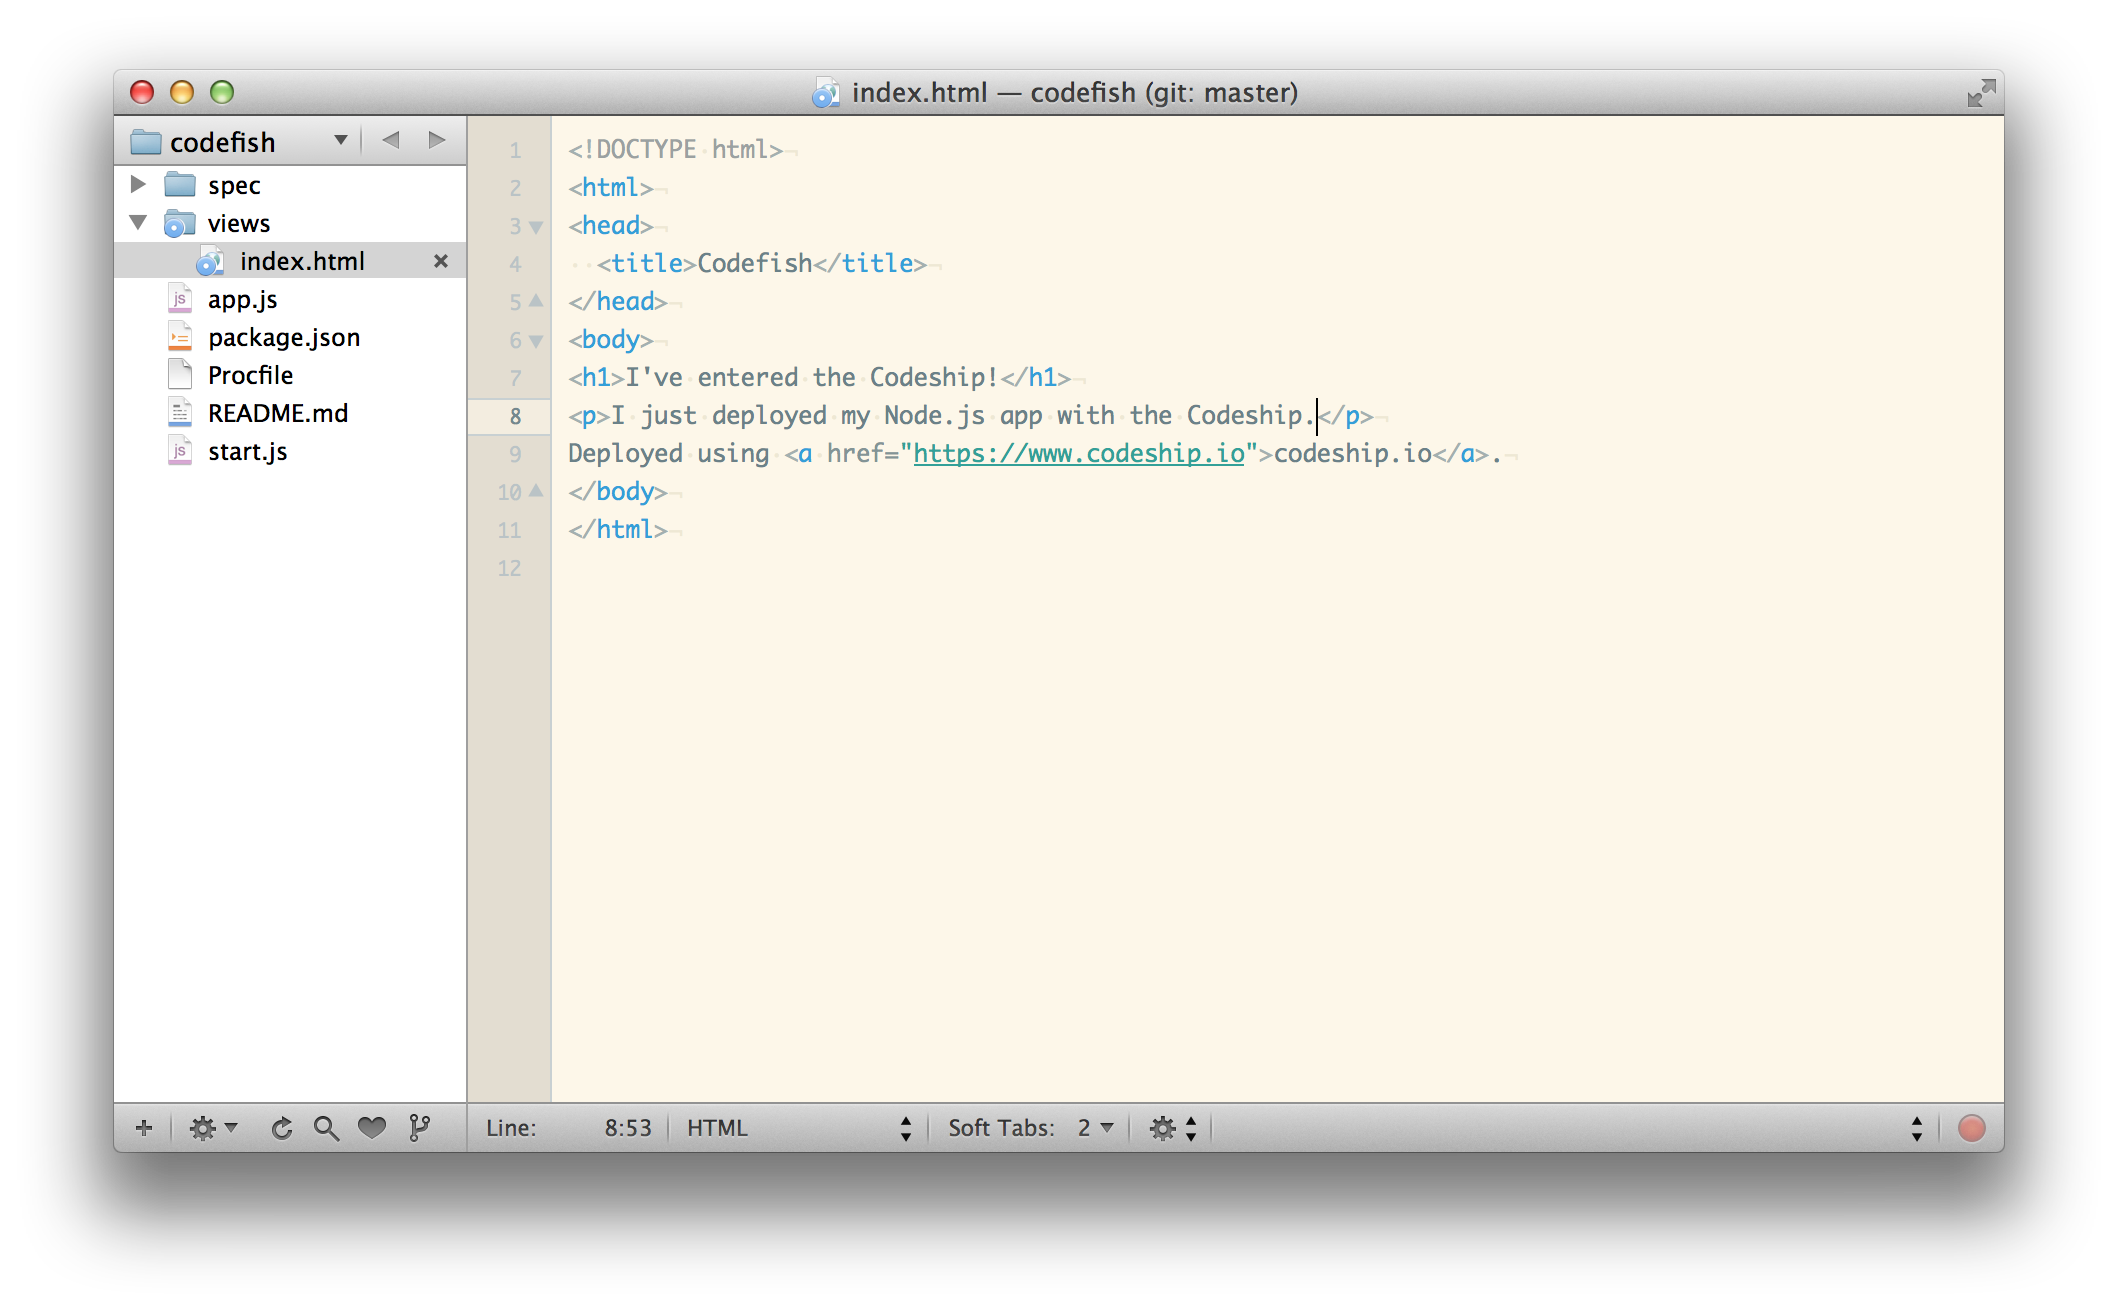 index.html — codefish (git: master)
codefish
spec
views
index.html
js app.js
package.json
Procfile
README.md
js start.js
1 <!DOCTYPE html>
2 <html>
3 <head>
4 <title>Codefish</title>
5 </head>
6 <body>
7 <h1>I've entered the Codeship!</h1>
8 <p>I just deployed my Node.js app with the Codeship.</p>
9 Deployed using <a href="https://www.codeship.io">codeship.io</a>.
10 </body>
11 </html>
12
Line: 8:53 HTML Soft Tabs: 2